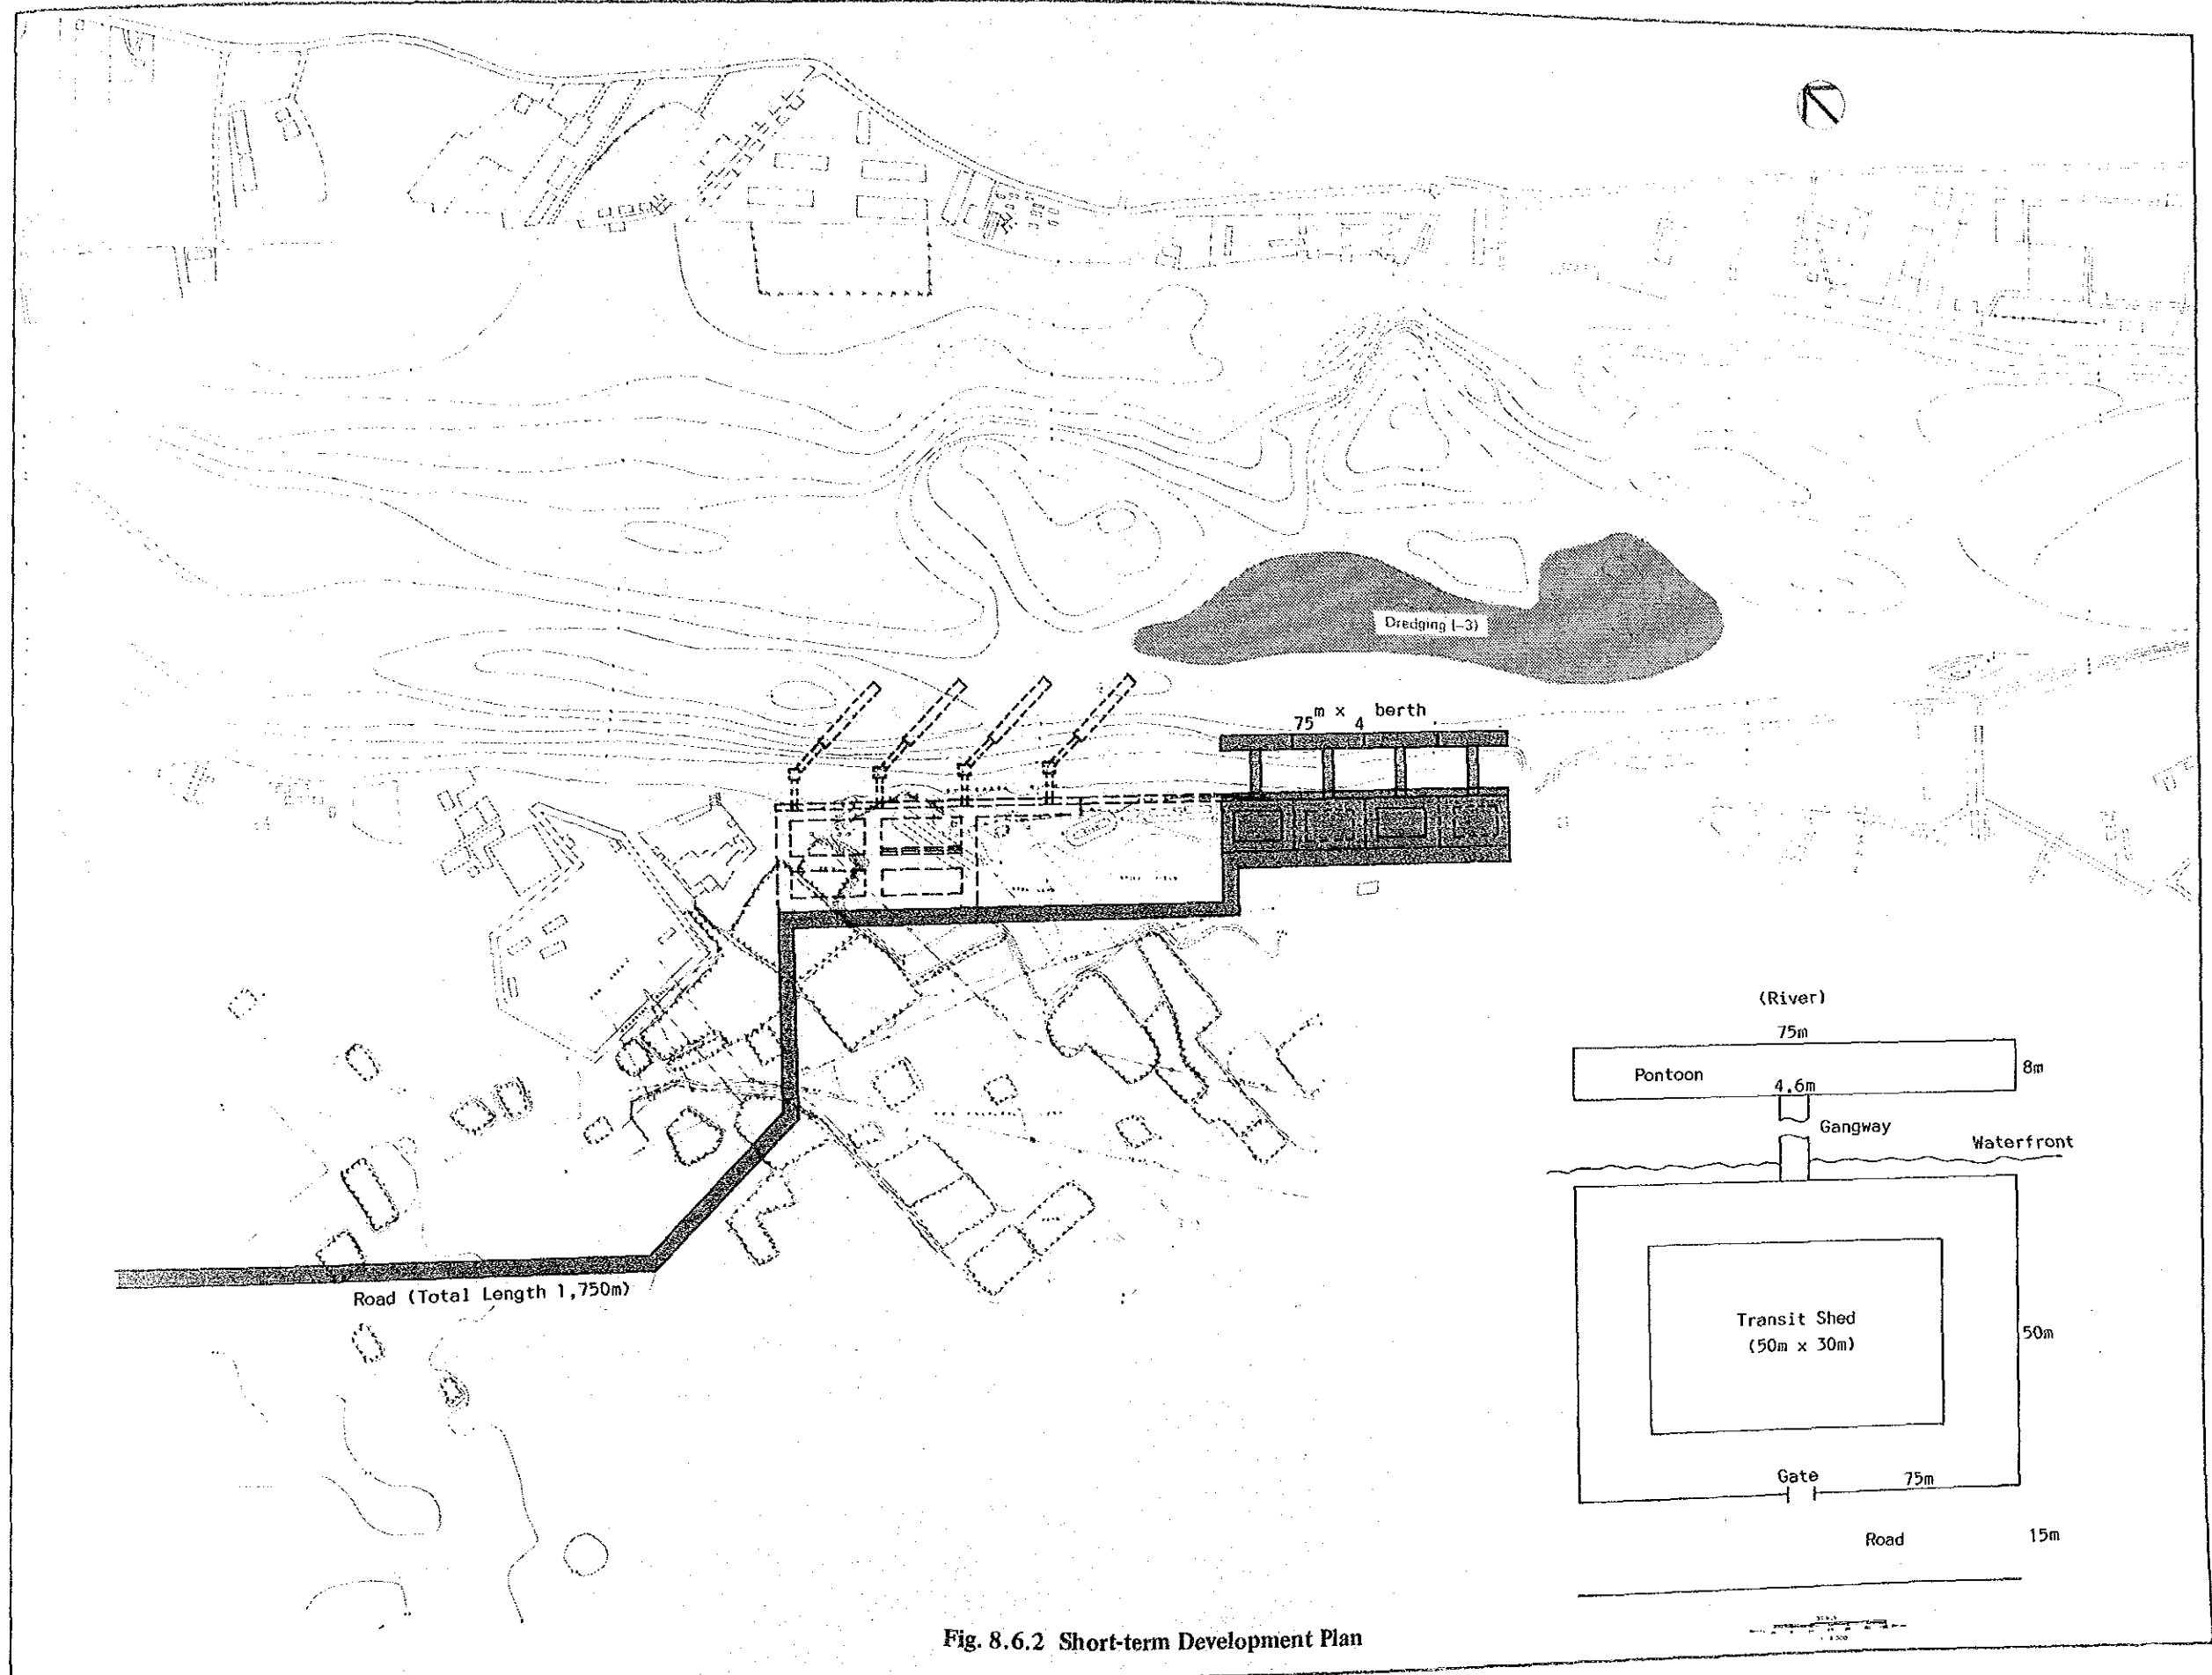 Dredging (-3)
75m x 4 berth
(River)
75m
Pontoon
8m
4.6m
Gangway
Waterfront
Transit Shed
(50m x 30m)
50m
Gate
75m
Road
15m
Road (Total Length 1,750m)
Fig. 8.6.2 Short-term Development Plan